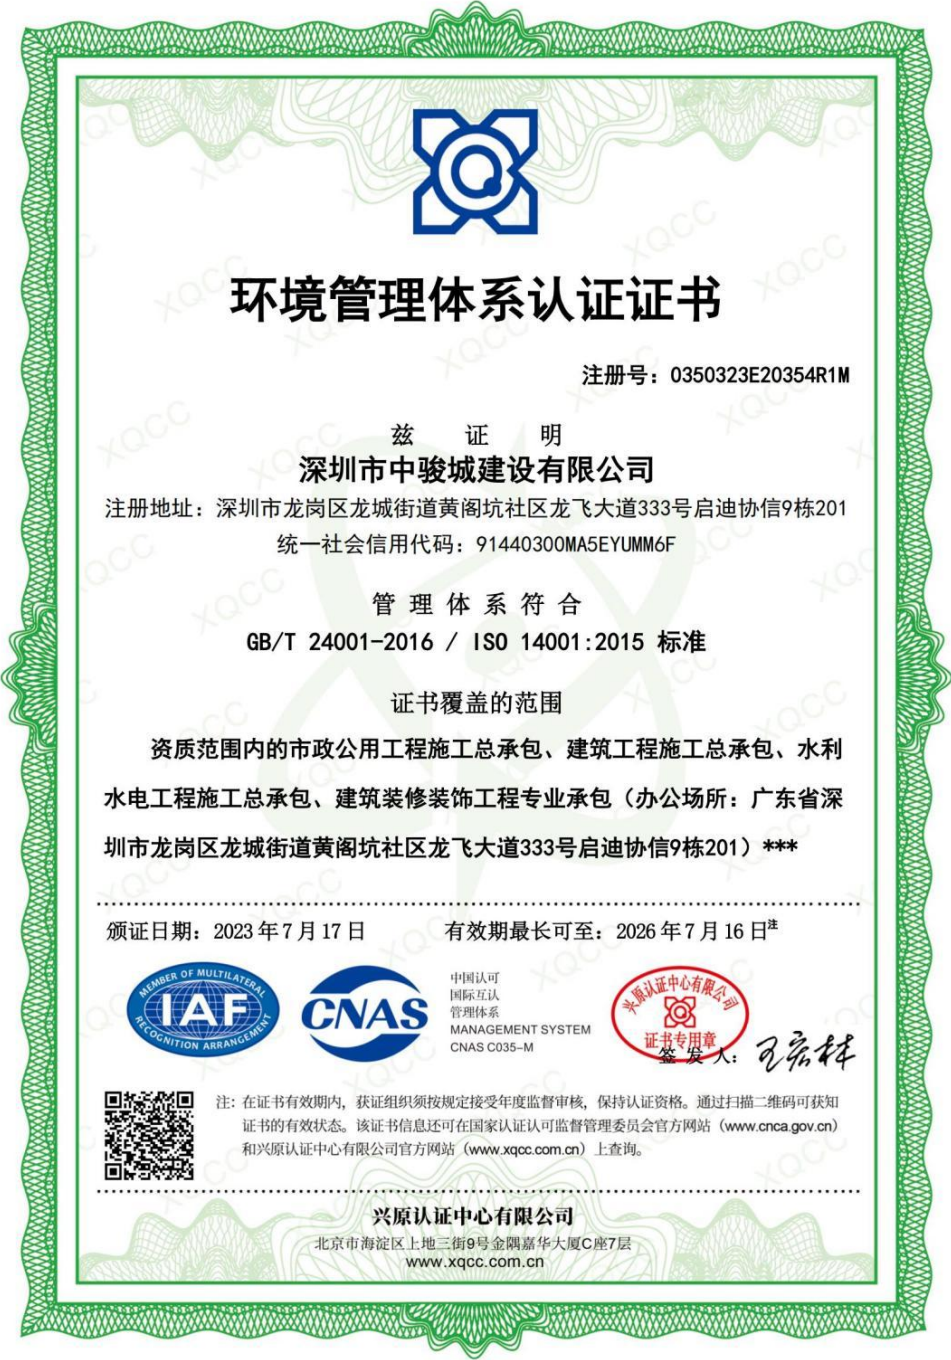 环境管理体系认证证书
注册号：0350323E20354R1M
兹 证 明
深圳市中骏城建设有限公司
注册地址：深圳市龙岗区龙城街道黄阁坑社区龙飞大道333号启迪协信9栋201
统一社会信用代码：91440300MA5EYUMM6F
管 理 体 系 符 合
GB/T 24001-2016 / ISO 14001:2015 标准
证书覆盖的范围
资质范围内的市政公用工程施工总承包、建筑工程施工总承包、水利
水电工程施工总承包、建筑装修装饰工程专业承包（办公场所：广东省深
圳市龙岗区龙城街道黄阁坑社区龙飞大道333号启迪协信9栋201）***
颁证日期：2023 年 7 月 17 日 有效期最长可至：2026 年 7 月 16 日注
MEMBER OF MULTILATERAL
IAF
RECOGNITION ARRANGEMENT
CNAS
中国认可
国际互认
管理体系
MANAGEMENT SYSTEM
CNAS C035-M
兴原认证中心有限公司
证书专用章
签 发 人：
注：在证书有效期内，获证组织须按规定接受年度监督审核，保持认证资格。通过扫描二维码可获知
证书的有效状态。该证书信息还可在国家认证认可监督管理委员会官方网站（www.cnca.gov.cn）
和兴原认证中心有限公司官方网站（www.xqcc.com.cn）上查询。
兴原认证中心有限公司
北京市海淀区上地三街9号金隅嘉华大厦C座7层
www.xqcc.com.cn